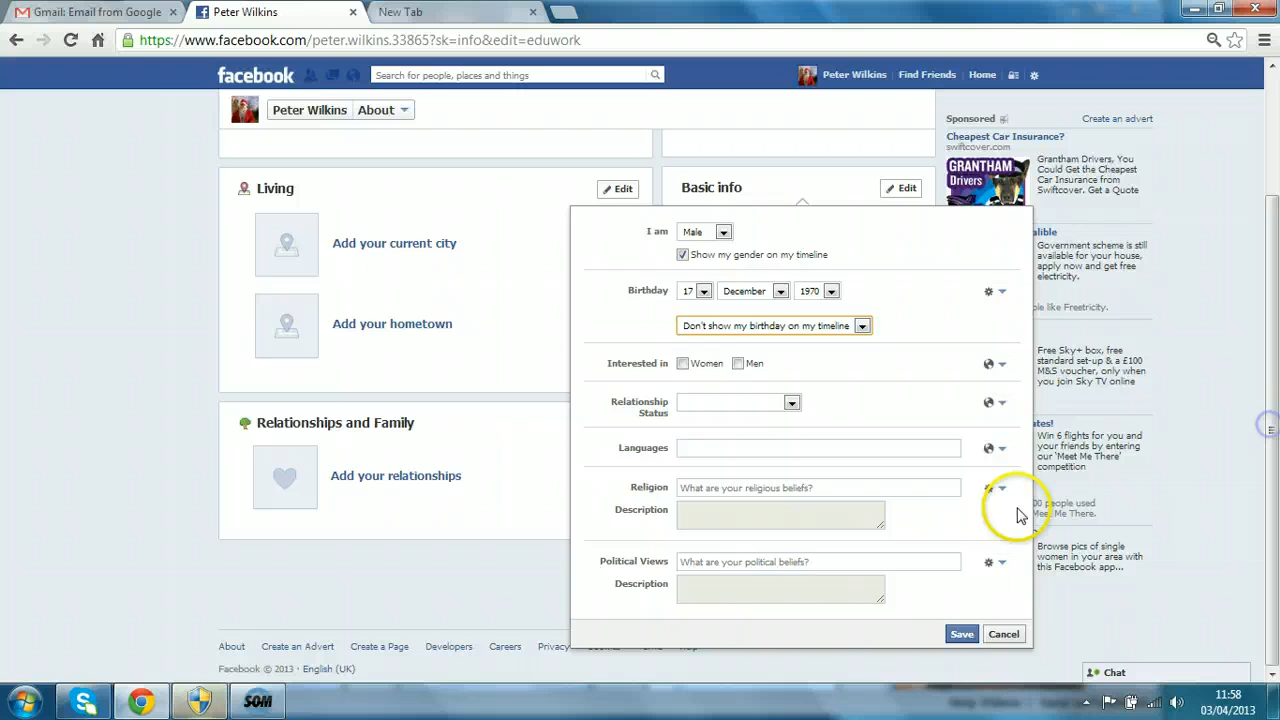 Gmail: Email from Google
Peter Wilkins
New Tab
https://www.facebook.com/peter.wilkins.33865?sk=info&edit=eduwork
facebook
Search for people, places and things
Peter Wilkins
Find Friends
Home
Peter Wilkins
About
Sponsored
Create an advert
Cheapest Car Insurance?
swiftcover.com
GRANTHAM
Drivers
Grantham Drivers, You
Could Get the Cheapest
Car Insurance from
Swiftcover. Get a Quote
Living
Edit
Basic info
Edit
Add your current city
Add your hometown
Relationships and Family
Add your relationships
I am
Male
Show my gender on my timeline
Birthday
17
December
1970
Don't show my birthday on my timeline
Interested in
Women
Men
Relationship
Status
Languages
Religion
What are your religious beliefs?
Description
Political Views
What are your political beliefs?
Description
Save
Cancel
Government scheme is still
available for your house,
apply now and get free
electricity.
ple like Freetricity.
Free Sky+ box, free
standard set-up & a £100
M&S voucher, only when
you join Sky TV online
Win 6 flights for you and
your friends by entering
our 'Meet Me There'
competition
00 people used
Meet Me There.
Browse pics of single
women in your area with
this Facebook app...
About
Create an Advert
Create a Page
Developers
Careers
Privacy
Facebook © 2013 · English (UK)
Chat
SOM
11:58
03/04/2013